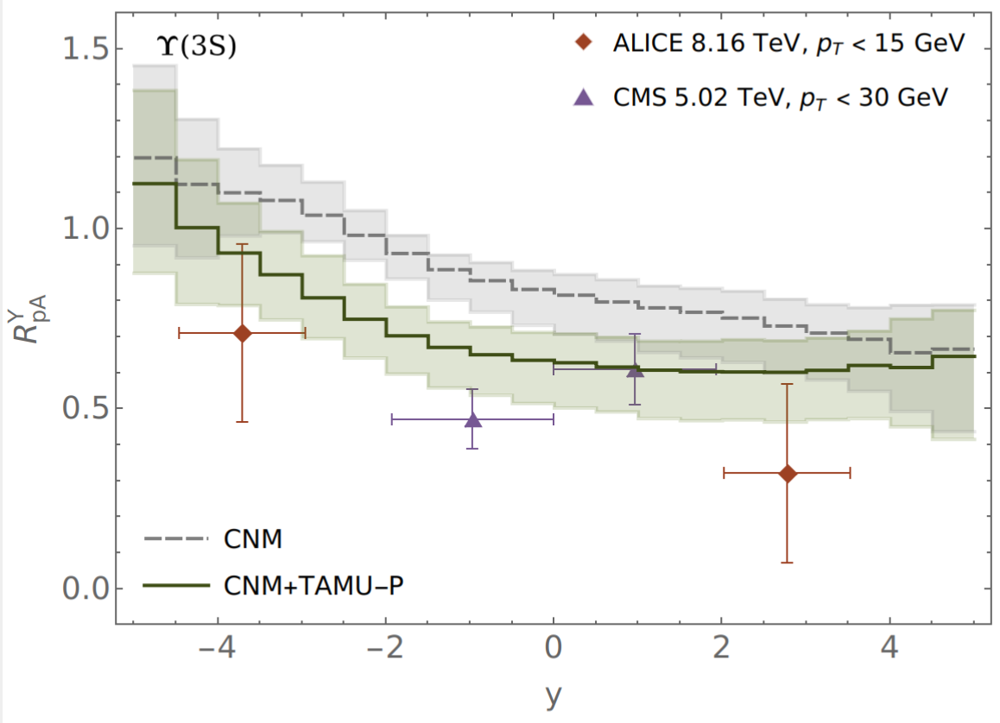 ϒ(3S)
ALICE 8.16 TeV, p_T < 15 GeV
CMS 5.02 TeV, p_T < 30 GeV
1.5
1.0
0.5
0.0
R^Y_pA
CNM
CNM+TAMU−P
−4 −2 0 2 4
y